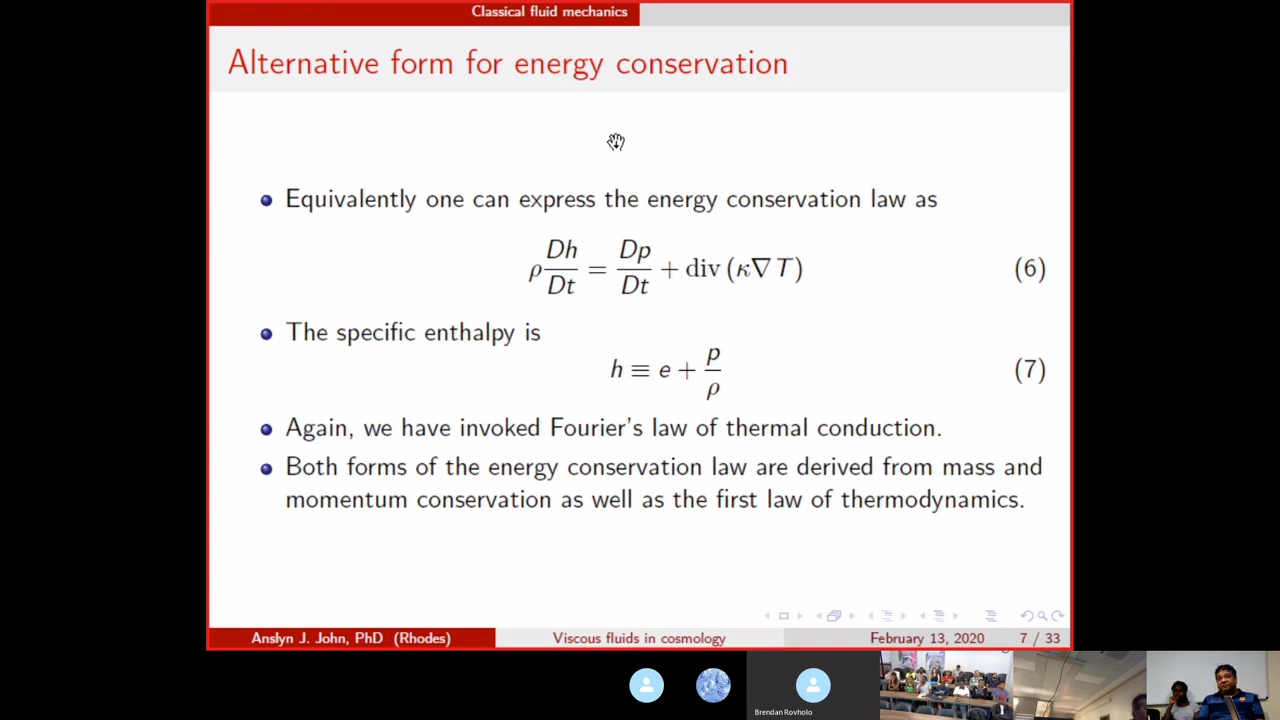 Classical fluid mechanics
Alternative form for energy conservation
Equivalently one can express the energy conservation law as
ρ Dh/Dt = Dp/Dt + div (κ∇T) (6)
The specific enthalpy is
h ≡ e + p/ρ (7)
Again, we have invoked Fourier's law of thermal conduction.
Both forms of the energy conservation law are derived from mass and
momentum conservation as well as the first law of thermodynamics.
Anslyn J. John, PhD (Rhodes) Viscous fluids in cosmology February 13, 2020 7 / 33
Brendan Rovholo